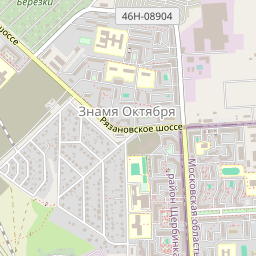 Березки
46Н-08904
шоссе
Знамя Октября
Рязановское шоссе
Московская область
район Щербинка